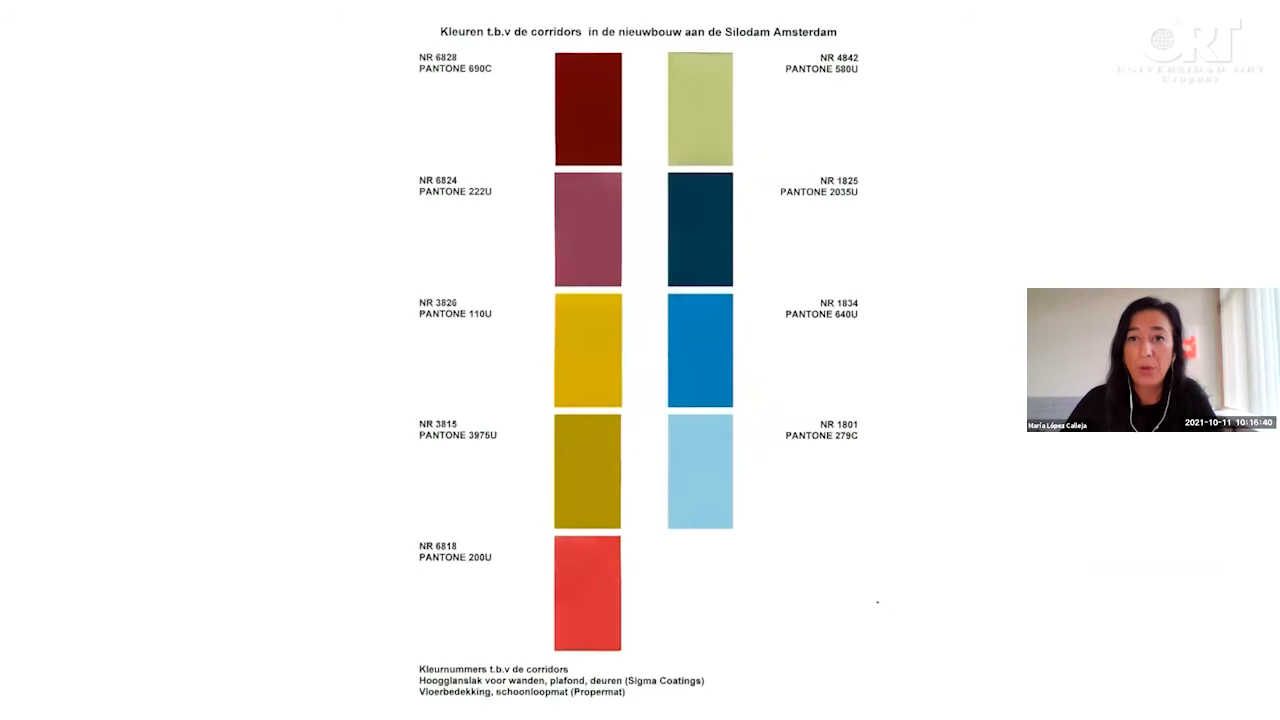 Kleuren t.b.v de corridors in de nieuwbouw aan de Silodam Amsterdam
ORT
UNIVERSIDAD ORT
Uruguay
NR 6828
PANTONE 690C
NR 4842
PANTONE 580U
NR 6824
PANTONE 222U
NR 1825
PANTONE 2035U
NR 3826
PANTONE 110U
NR 1834
PANTONE 640U
NR 3815
PANTONE 3975U
NR 1801
PANTONE 279C
NR 6818
PANTONE 200U
María López Calleja
2021-10-11 10:16:40
Kleurnummers t.b.v de corridors
Hoogglanslak voor wanden, plafond, deuren (Sigma Coatings)
Vloerbedekking, schoonloopmat (Propermat)